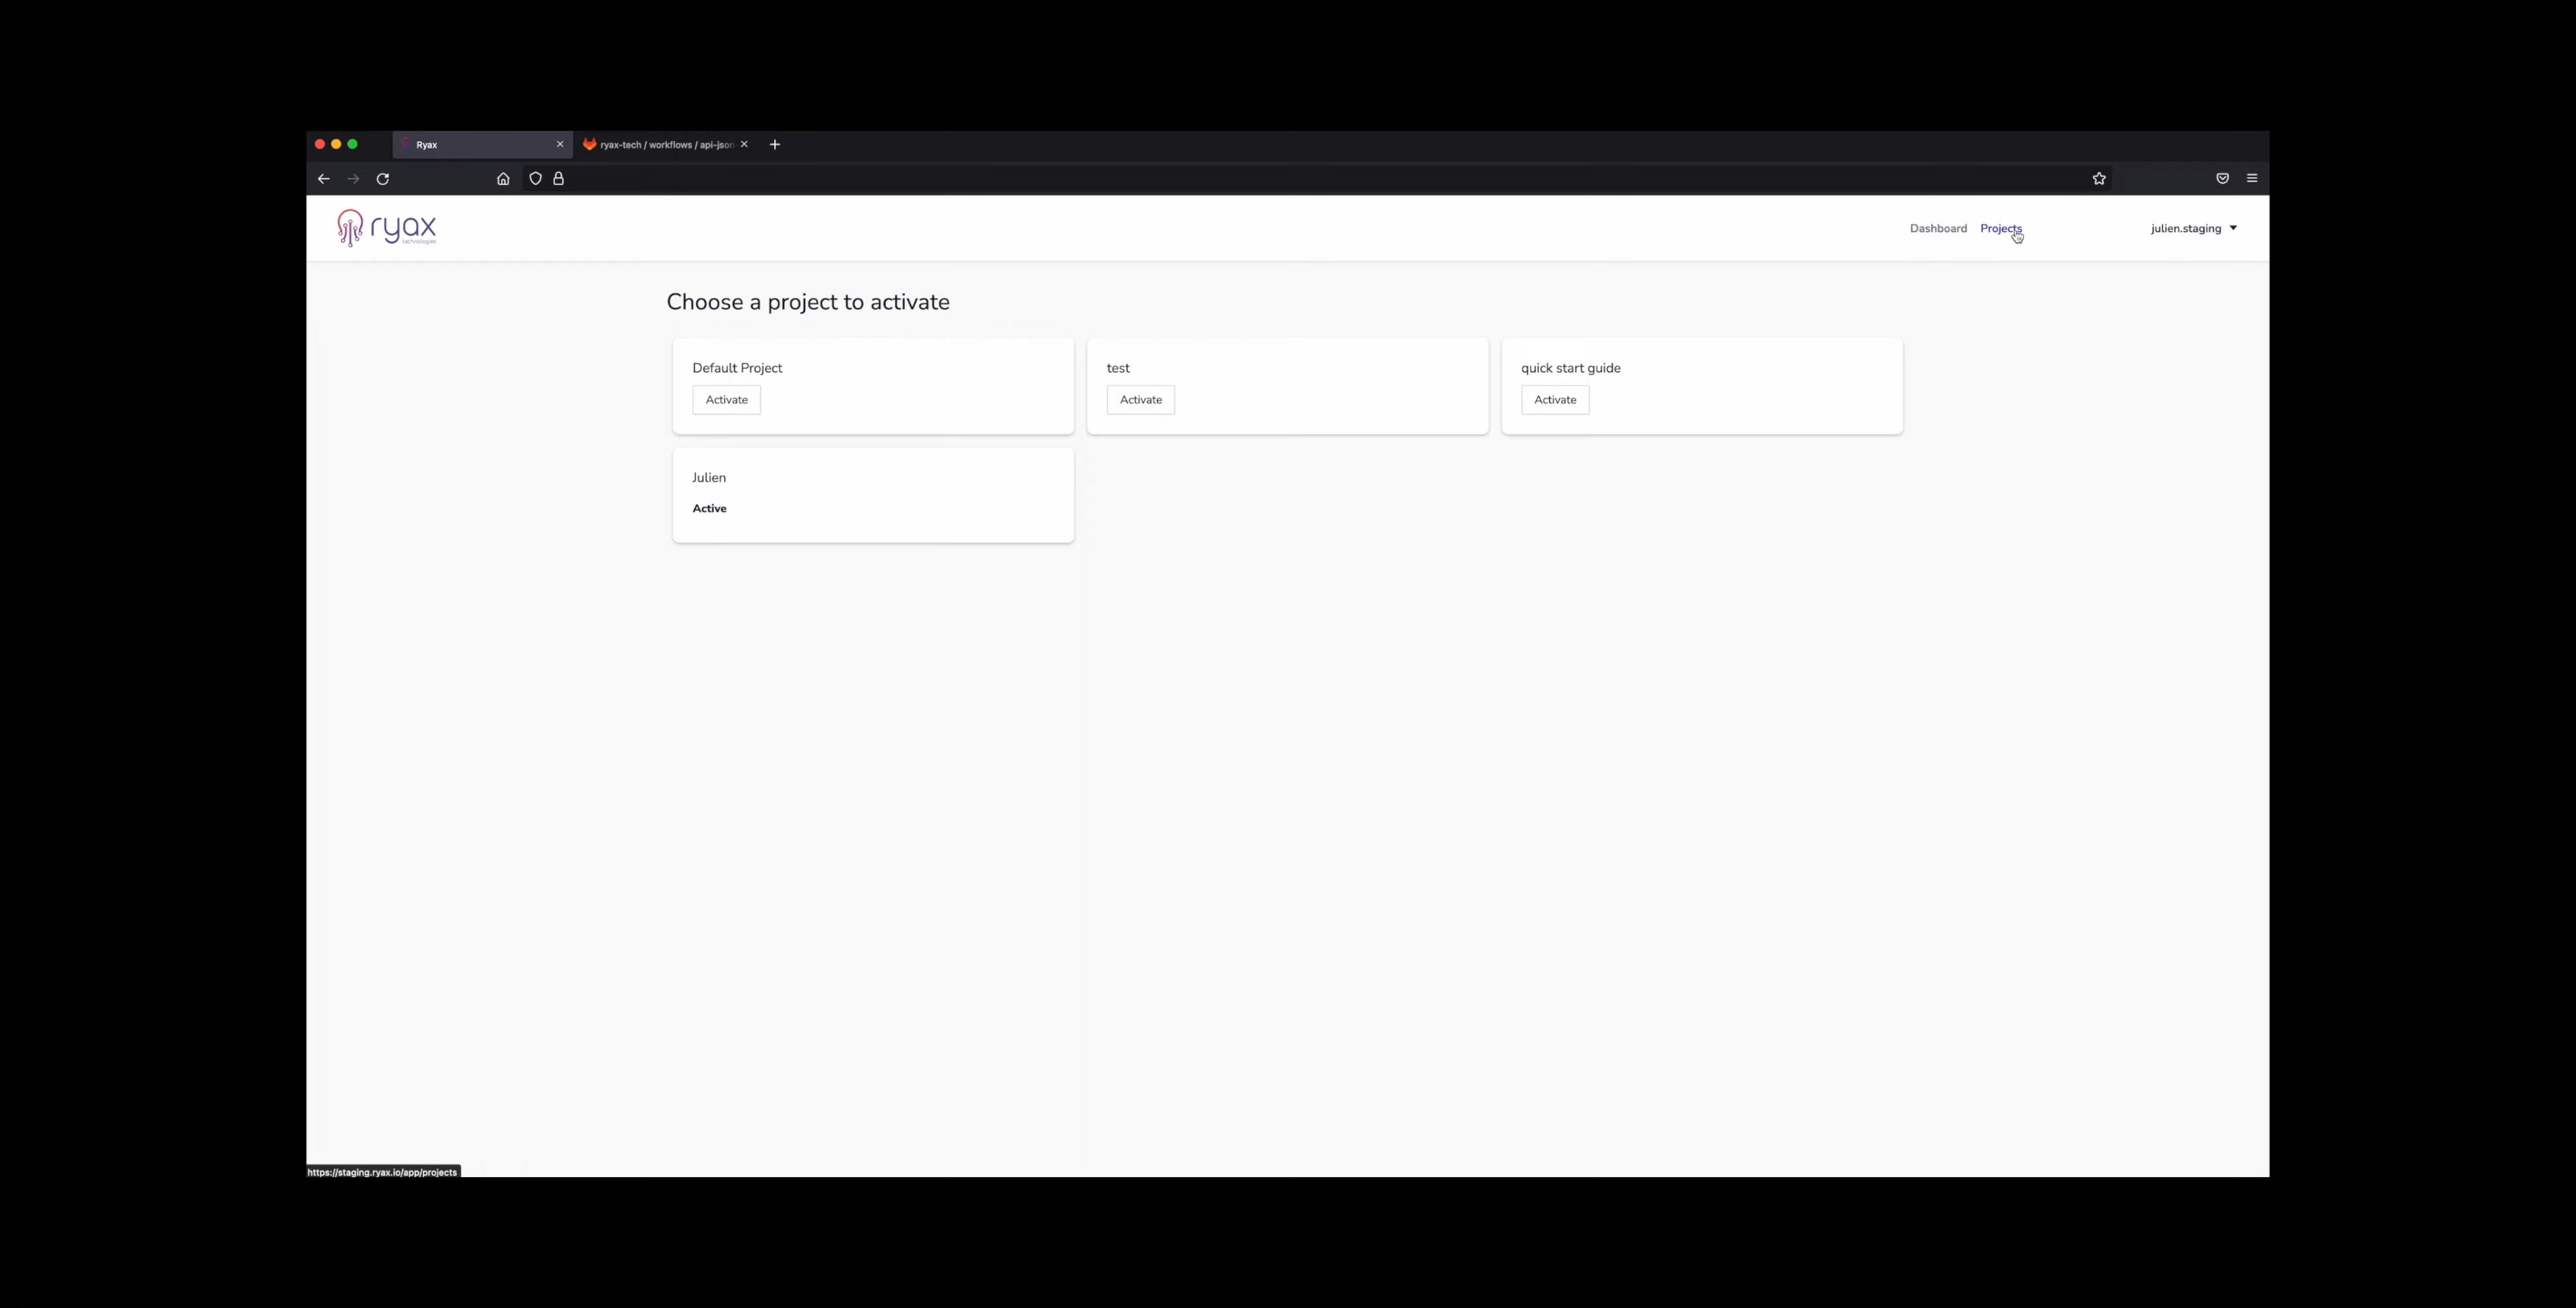 Ryax
ryax-tech / workflows / api-json
ryax
technologies
Dashboard
Projects
julien.staging
Choose a project to activate
Default Project
Activate
test
Activate
quick start guide
Activate
Julien
Active
https://staging.ryax.io/app/projects